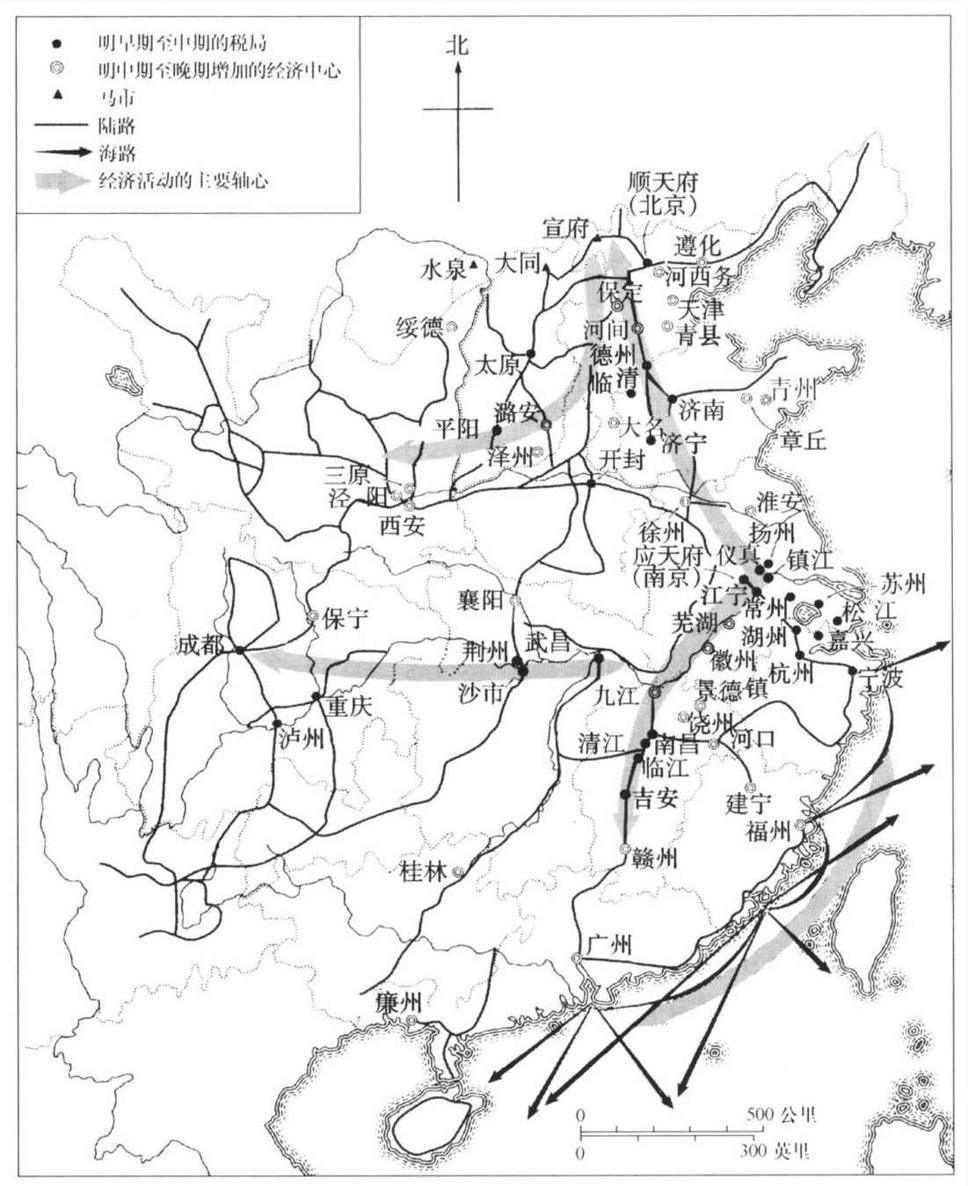 明早期至中期的税局
明中期至晚期增加的经济中心
马市
陆路
海路
经济活动的主要轴心
北
顺天府
(北京)
宣府
遵化
水泉
大同
河西务
保定
天津
绥德
河间
青县
德州
太原
临清
青州
济南
潞安
平阳
大名
济宁
章丘
泽州
开封
三原
泾阳
淮安
西安
徐州
扬州
应天府
(南京)
仪真
镇江
江宁
苏州
襄阳
常州
松江
保宁
芜湖
湖州
嘉兴
成都
荆州
武昌
徽州
杭州
宁波
沙市
九江
景德镇
重庆
饶州
泸州
清江
南昌
河口
临江
吉安
建宁
福州
赣州
桂林
广州
廉州
0 500 公里
0 300 英里